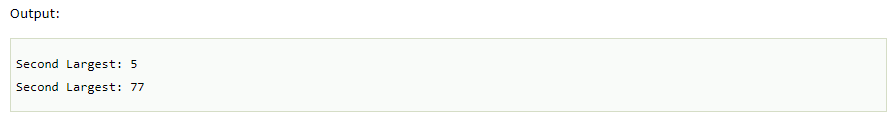 Output:
Second Largest: 5
Second Largest: 77